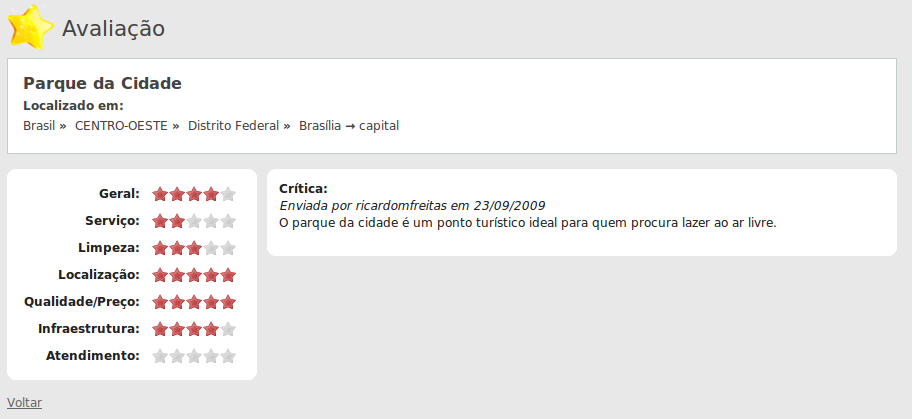 Avaliação
Parque da Cidade
Localizado em:
Brasil » CENTRO-OESTE » Distrito Federal » Brasília → capital
Geral:
Serviço:
Limpeza:
Localização:
Qualidade/Preço:
Infraestrutura:
Atendimento:
Crítica:
Enviada por ricardomfreitas em 23/09/2009
O parque da cidade é um ponto turístico ideal para quem procura lazer ao ar livre.
Voltar